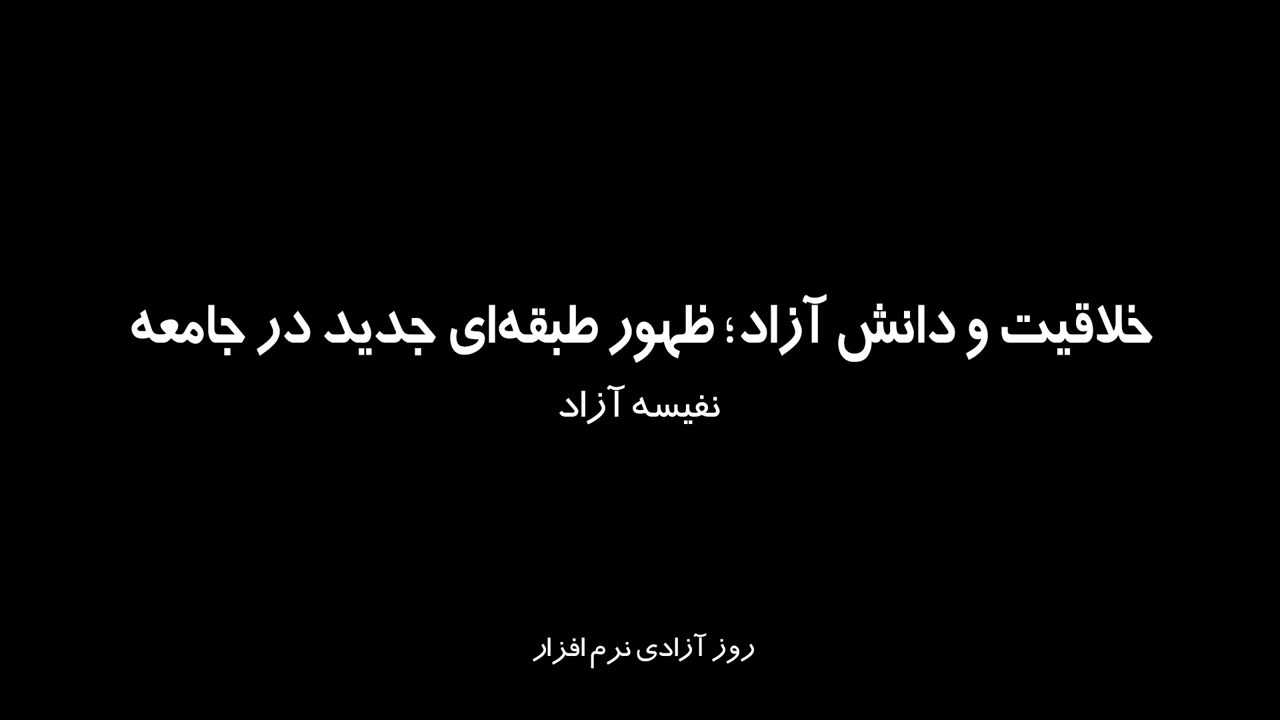 خلاقیت و دانش آزاد؛ ظهور طبقه‌ای جدید در جامعه
نفیسه آزاد
روز آزادی نرم افزار